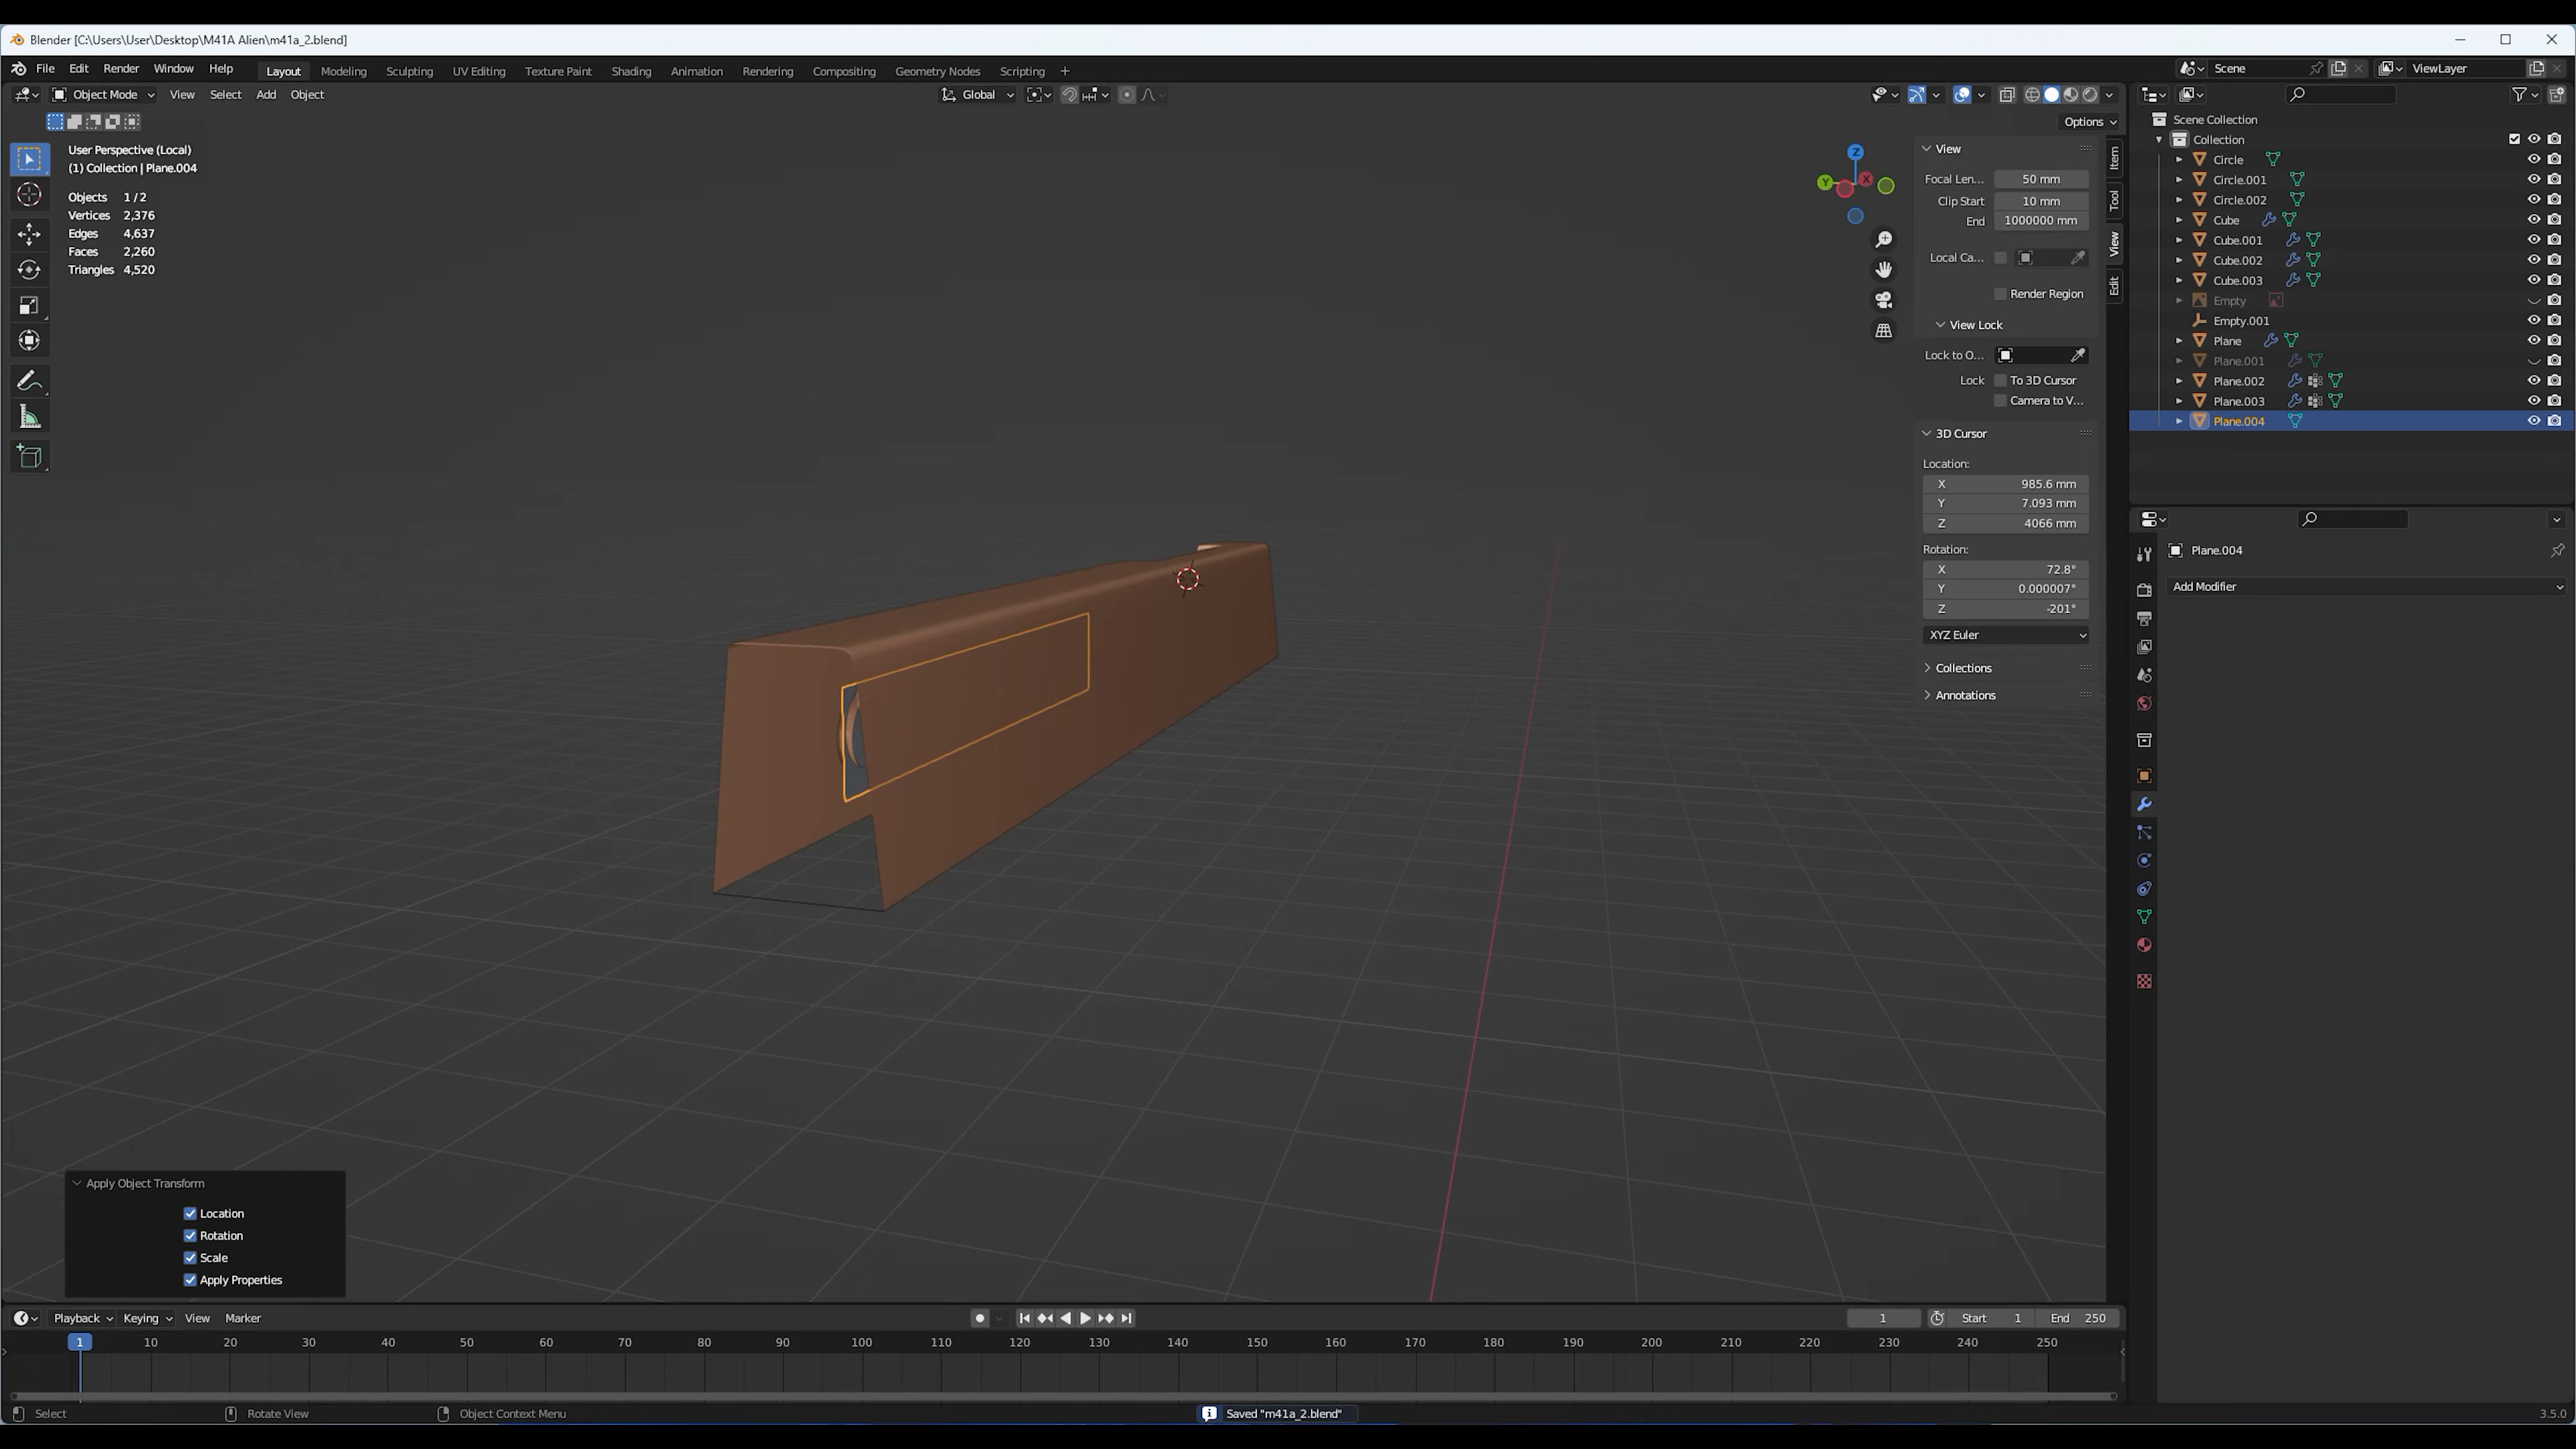 Blender [C:\Users\User\Desktop\M41A Alien\m41a_2.blend]
File Edit Render Window Help Layout Modeling Sculpting UV Editing Texture Paint Shading Animation Rendering Compositing Geometry Nodes Scripting + Scene ViewLayer
Object Mode View Select Add Object Global
Options
User Perspective (Local)
(1) Collection | Plane.004
Objects 1 / 2
Vertices 2,376
Edges 4,637
Faces 2,260
Triangles 4,520
Z
Y
X
View
Focal Len... 50 mm
Clip Start 10 mm
End 1000000 mm
Local Ca...
Render Region
View Lock
Lock to O...
Lock To 3D Cursor
Camera to V...
3D Cursor
Location:
X 985.6 mm
Y 7.093 mm
Z 4066 mm
Rotation:
X 72.8°
Y 0.000007°
Z -201°
XYZ Euler
Collections
Annotations
Item
Tool
View
Edit
Scene Collection
Collection
Circle
Circle.001
Circle.002
Cube
Cube.001
Cube.002
Cube.003
Empty
Empty.001
Plane
Plane.001
Plane.002
Plane.003
Plane.004
Plane.004
Add Modifier
Apply Object Transform
Location
Rotation
Scale
Apply Properties
Playback Keying View Marker 1 Start 1 End 250
1 10 20 30 40 50 60 70 80 90 100 110 120 130 140 150 160 170 180 190 200 210 220 230 240 250
Select Rotate View Object Context Menu Saved "m41a_2.blend" 3.5.0